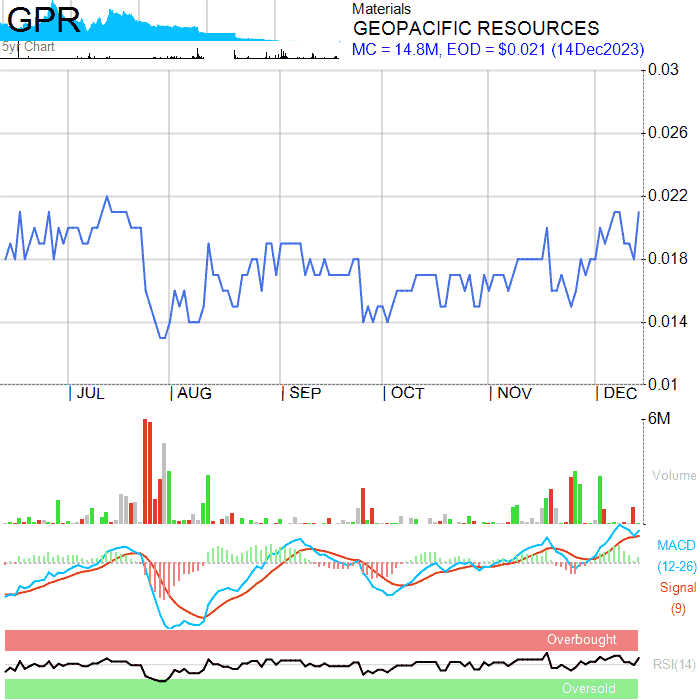 GPR
5yr Chart
Materials
GEOPACIFIC RESOURCES
MC = 14.8M, EOD = $0.021 (14Dec2023)
0.03
0.026
0.022
0.018
0.014
0.01
JUL AUG SEP OCT NOV DEC
6M
Volume
MACD
(12-26)
Signal
(9)
Overbought
RSI(14)
Oversold